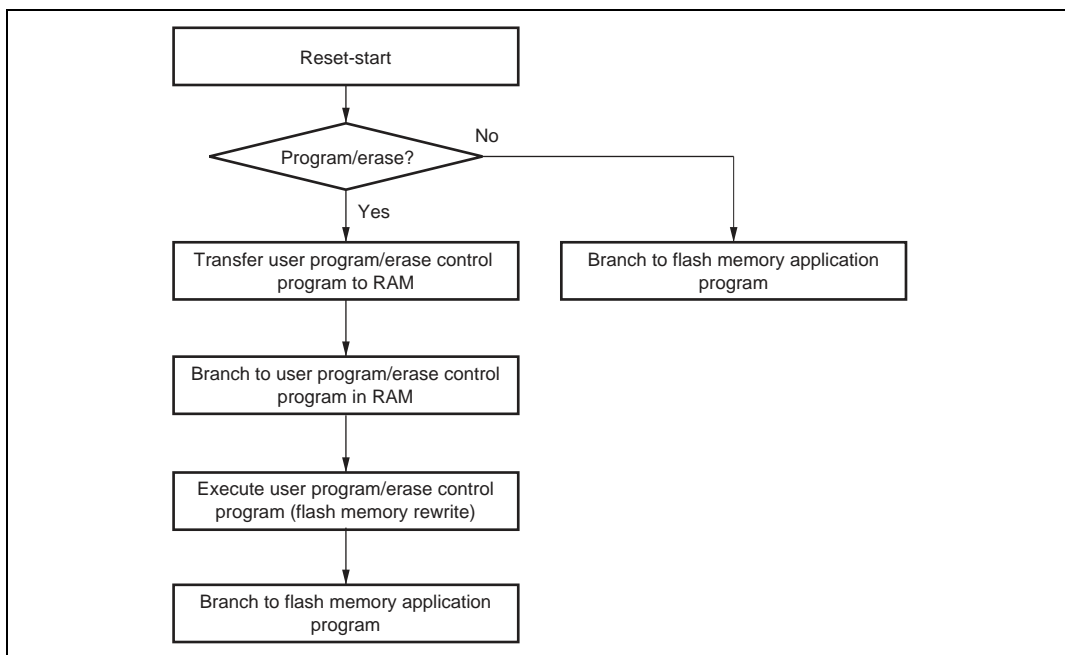 Reset-start
No
Program/erase?
Yes
Transfer user program/erase control
program to RAM
Branch to flash memory application
program
Branch to user program/erase control
program in RAM
Execute user program/erase control
program (flash memory rewrite)
Branch to flash memory application
program